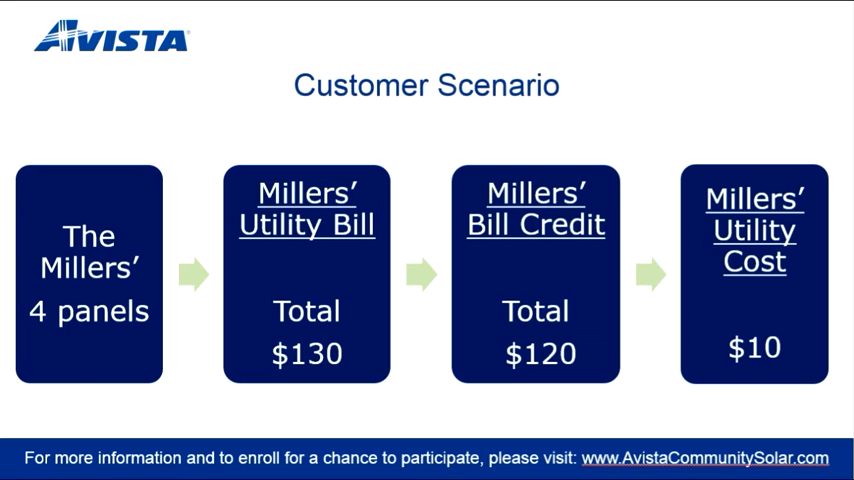 AVISTA
Customer Scenario
The
Millers’
4 panels
Millers’
Utility Bill
Total
$130
Millers’
Bill Credit
Total
$120
Millers’
Utility
Cost
$10
For more information and to enroll for a chance to participate, please visit: www.AvistaCommunitySolar.com